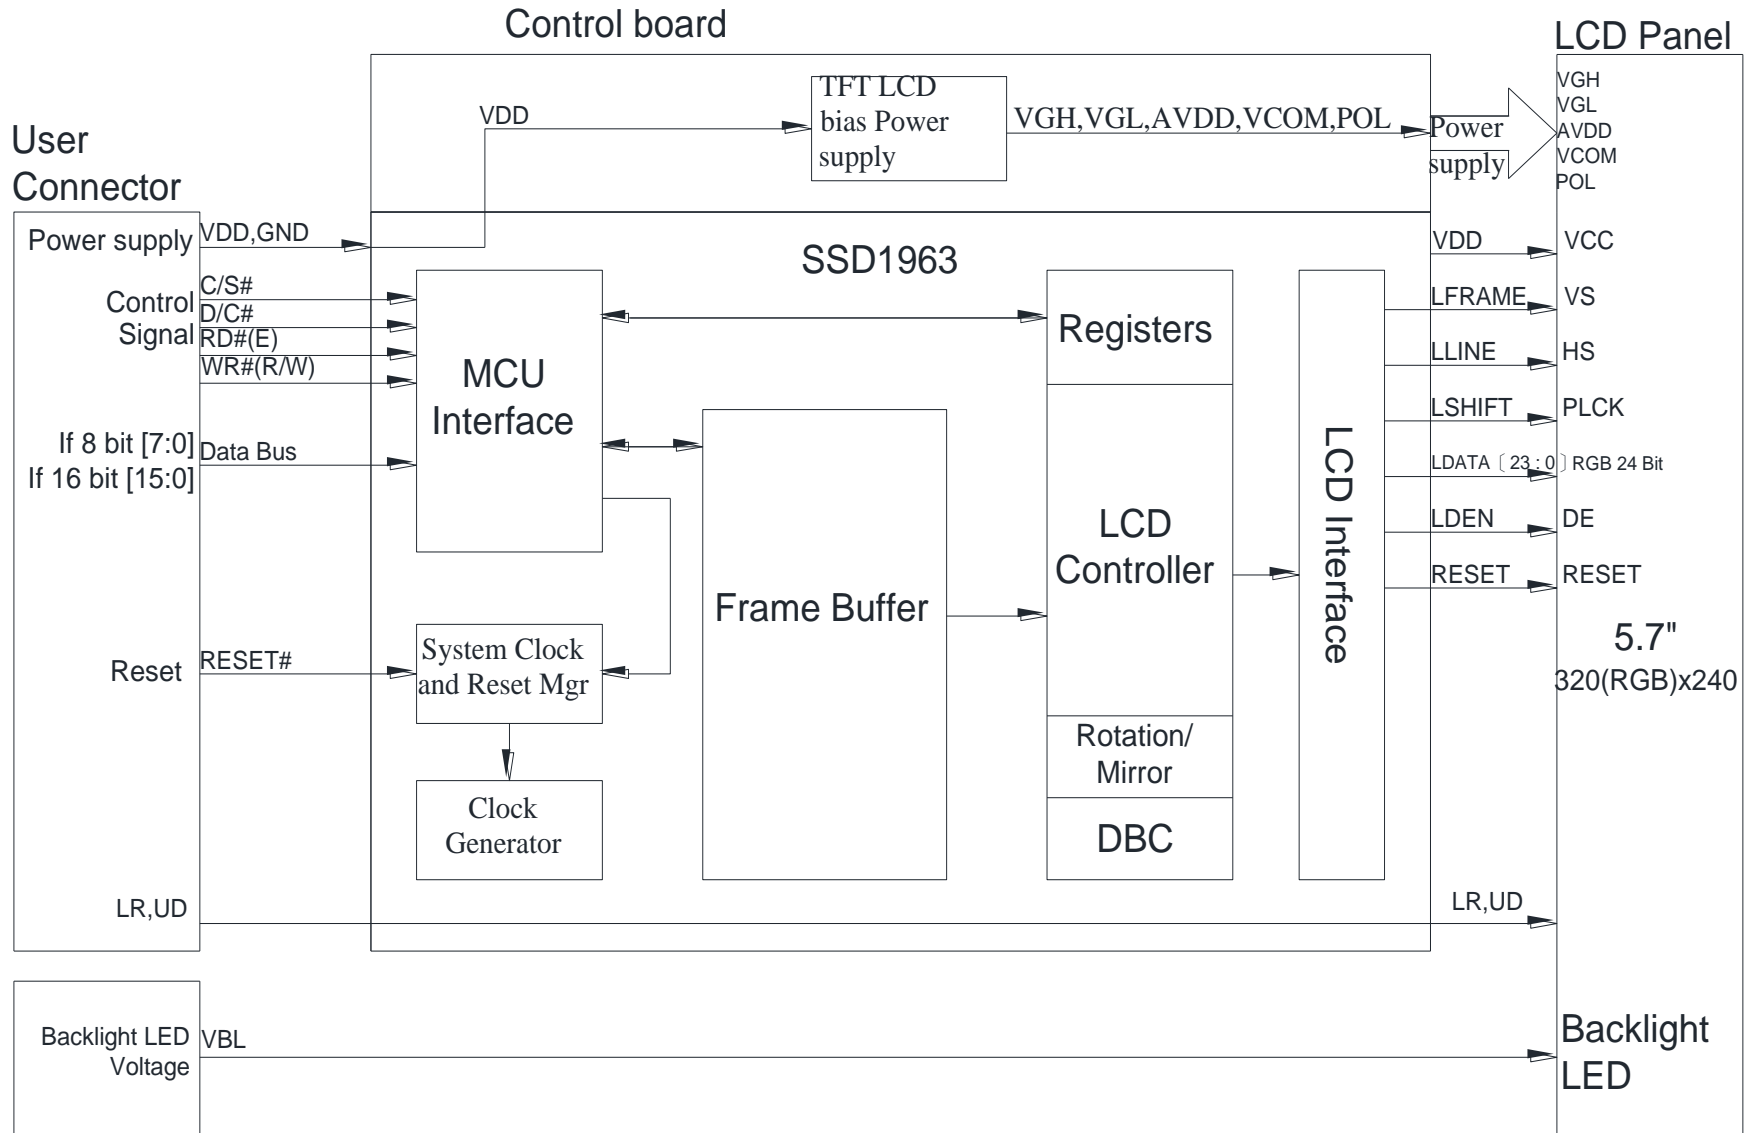 Control board
LCD Panel
User
Connector
TFT LCD
bias Power
supply
VDD
VGH,VGL,AVDD,VCOM,POL
Power
supply
VGH
VGL
AVDD
VCOM
POL
Power supply
VDD,GND
SSD1963
VDD
VCC
Control
Signal
C/S#
D/C#
RD#(E)
WR#(R/W)
MCU
Interface
Registers
LCD Interface
LFRAME
VS
LLINE
HS
LSHIFT
PLCK
If 8 bit [7:0]
If 16 bit [15:0]
Data Bus
LDATA〔23:0〕RGB 24 Bit
LCD
Controller
LDEN
DE
RESET
RESET
Frame Buffer
5.7"
320(RGB)x240
Reset
RESET#
System Clock
and Reset Mgr
Rotation/
Mirror
Clock
Generator
DBC
LR,UD
LR,UD
Backlight LED
Voltage
VBL
Backlight
LED